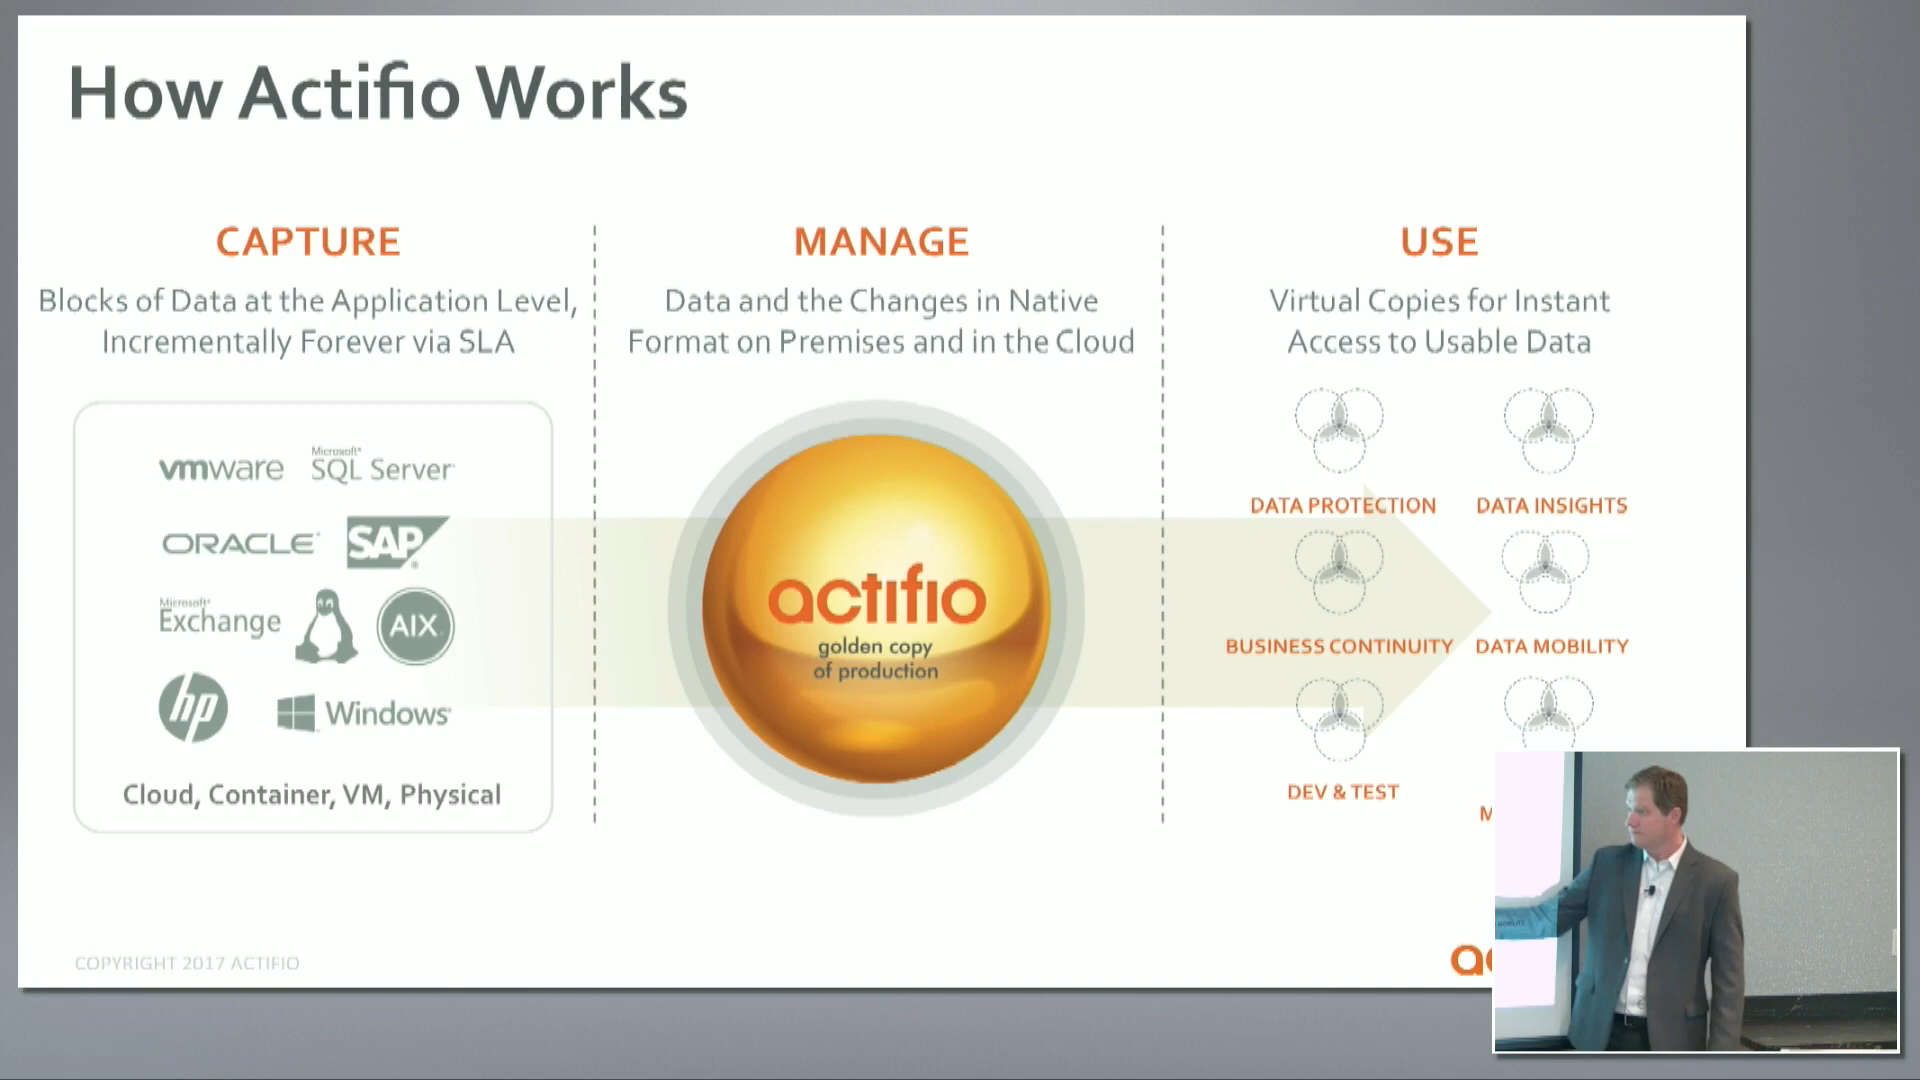 How Actifio Works
CAPTURE
Blocks of Data at the Application Level,
Incrementally Forever via SLA
vmware
Microsoft®
SQL Server
ORACLE®
SAP®
Microsoft®
Exchange
AIX
hp
Windows
Cloud, Container, VM, Physical
MANAGE
Data and the Changes in Native
Format on Premises and in the Cloud
actifio
golden copy
of production
USE
Virtual Copies for Instant
Access to Usable Data
DATA PROTECTION
DATA INSIGHTS
BUSINESS CONTINUITY
DATA MOBILITY
DEV & TEST
COPYRIGHT 2017 ACTIFIO